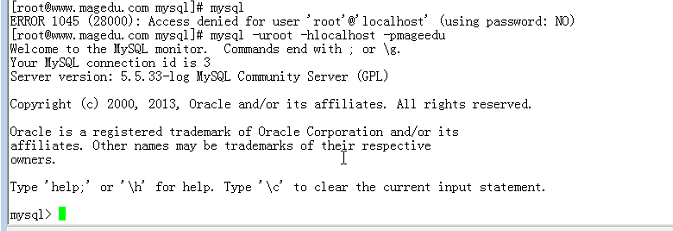 [root@www.magedu.com mysql]# mysql
ERROR 1045 (28000): Access denied for user 'root'@'localhost' (using password: NO)
[root@www.magedu.com mysql]# mysql -uroot -hlocalhost -pmageedu
Welcome to the MySQL monitor.  Commands end with ; or \g.
Your MySQL connection id is 3
Server version: 5.5.33-log MySQL Community Server (GPL)
Copyright (c) 2000, 2013, Oracle and/or its affiliates. All rights reserved.
Oracle is a registered trademark of Oracle Corporation and/or its
affiliates. Other names may be trademarks of their respective
owners.
Type 'help;' or '\h' for help. Type '\c' to clear the current input statement.
mysql>